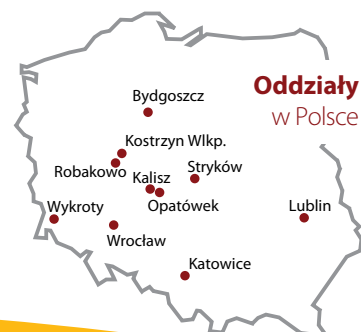 Oddziały
w Polsce
Bydgoszcz
Kostrzyn Wlkp.
Robakowo
Kalisz
Stryków
Opatówek
Wykroty
Wrocław
Lublin
Katowice